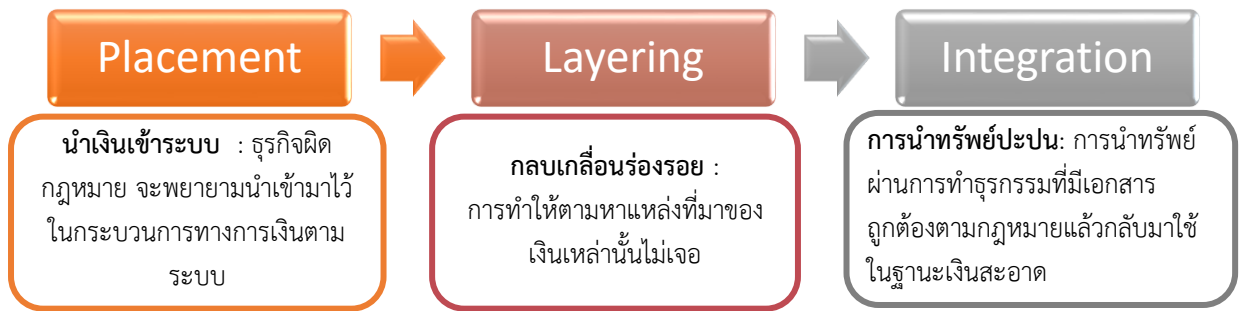 Placement
Layering
Integration
นำเงินเข้าระบบ : ธุรกิจผิด
กฎหมาย จะพยายามนำเข้ามาไว้
ในกระบวนการทางการเงินตาม
ระบบ
กลบเกลื่อนร่องรอย :
การทำให้ตามหาแหล่งที่มาของ
เงินเหล่านั้นไม่เจอ
การนำทรัพย์ปะปน: การนำทรัพย์
ผ่านการทำธุรกรรมที่มีเอกสาร
ถูกต้องตามกฎหมายแล้วกลับมาใช้
ในฐานะเงินสะอาด